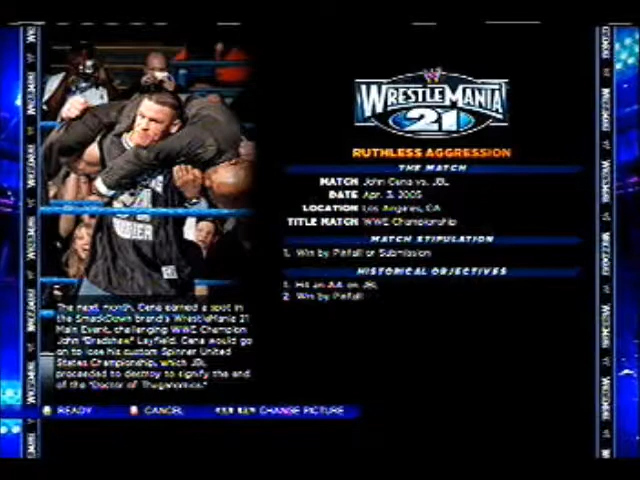 WRESTLEMANIA
21
RUTHLESS AGGRESSION
THE MATCH
MATCH John Cena vs. JBL
DATE Apr. 3, 2005
LOCATION Los Angeles, CA
TITLE MATCH WWE Championship
MATCH STIPULATION
1. Win by Pinfall or Submission
HISTORICAL OBJECTIVES
1. Hit an AA on JBL
2. Win by Pinfall
The next month, Cena earned a spot in
the SmackDown brand's WrestleMania 21
Main Event, challenging WWE Champion
John "Bradshaw" Layfield. Cena would go
on to lose his custom Spinner United
States Championship, which JBL
proceeded to destroy to signify the end
of the "Doctor of Thuganomics."
READY
CANCEL
CHANGE PICTURE